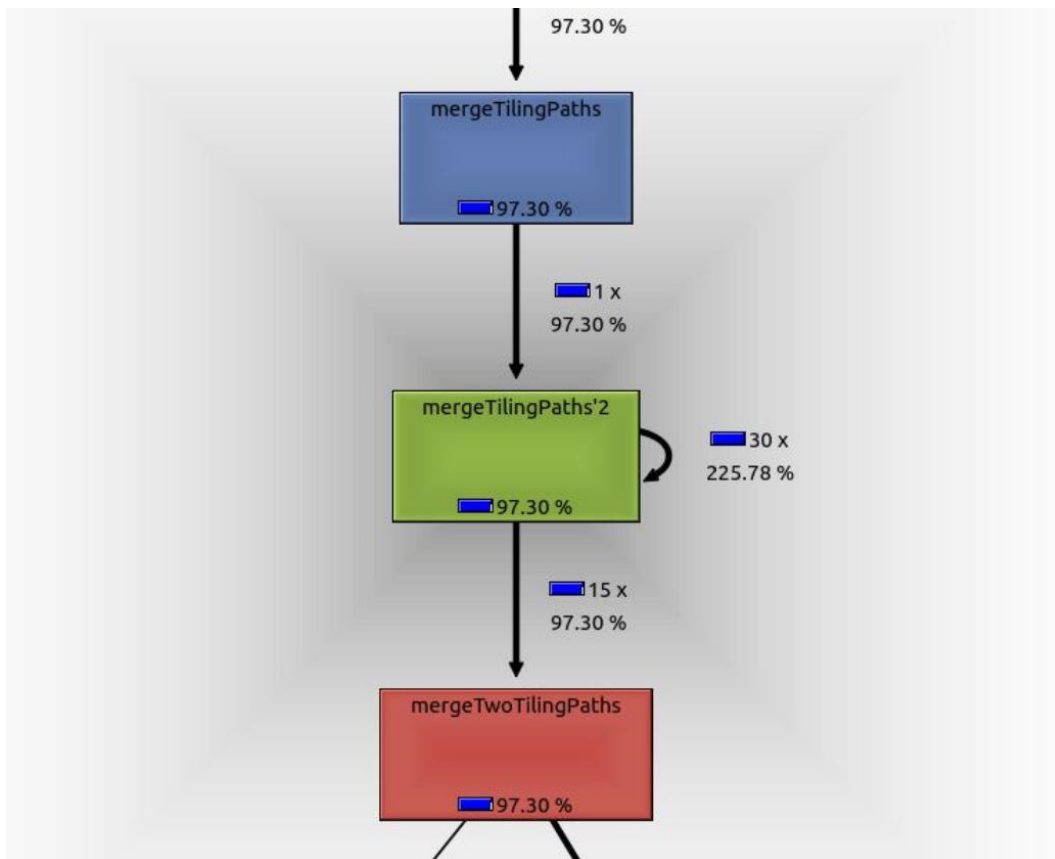 97.30 %
mergeTilingPaths
97.30 %
1 x
97.30 %
mergeTilingPaths'2
30 x
225.78 %
97.30 %
15 x
97.30 %
mergeTwoTilingPaths
97.30 %